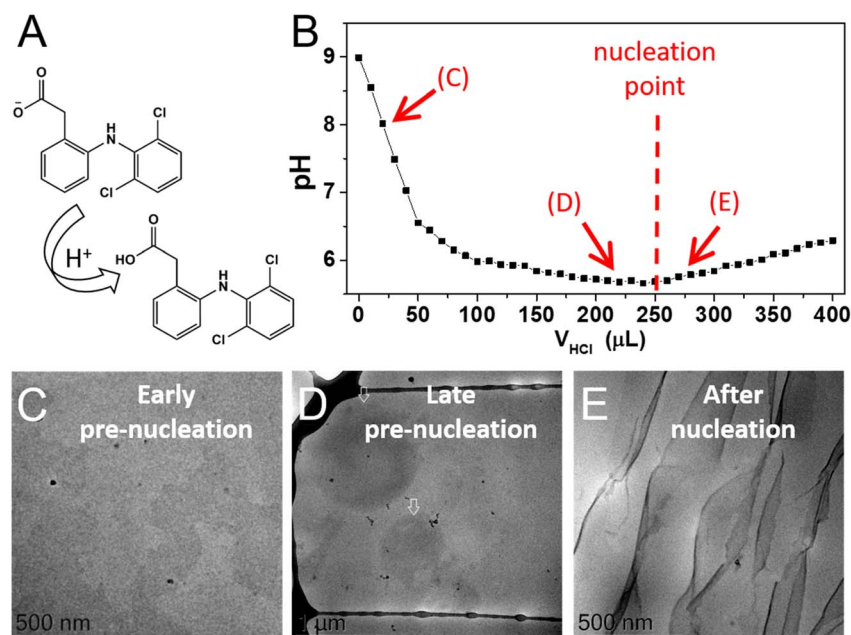 A
O
O
−
H
N
Cl
Cl
H⁺
O
HO
H
N
Cl
Cl
B
9
8
7
6
pH
0 50 100 150 200 250 300 350 400
V_HCl (μL)
nucleation
point
(C)
(D)
(E)
C
Early
pre-nucleation
500 nm
D
Late
pre-nucleation
1 μm
E
After
nucleation
500 nm